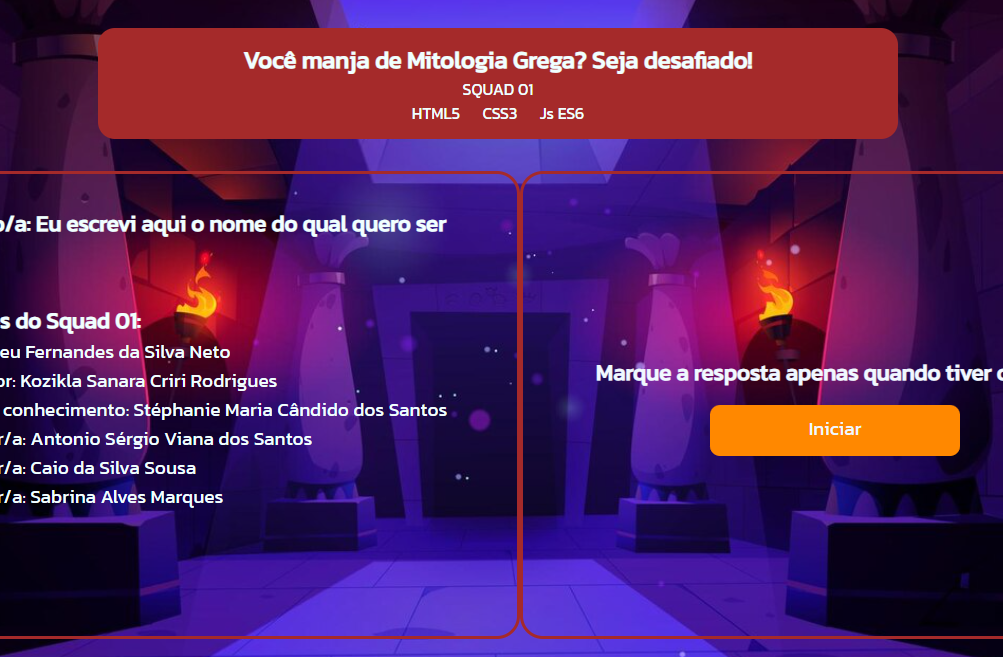 Você manja de Mitologia Grega? Seja desafiado!
SQUAD 01
HTML5 CSS3 Js ES6
o/a: Eu escrevi aqui o nome do qual quero ser
s do Squad 01:
eu Fernandes da Silva Neto
or: Kozikla Sanara Criri Rodrigues
conhecimento: Stéphanie Maria Cândido dos Santos
r/a: Antonio Sérgio Viana dos Santos
r/a: Caio da Silva Sousa
r/a: Sabrina Alves Marques
Marque a resposta apenas quando tiver
Iniciar